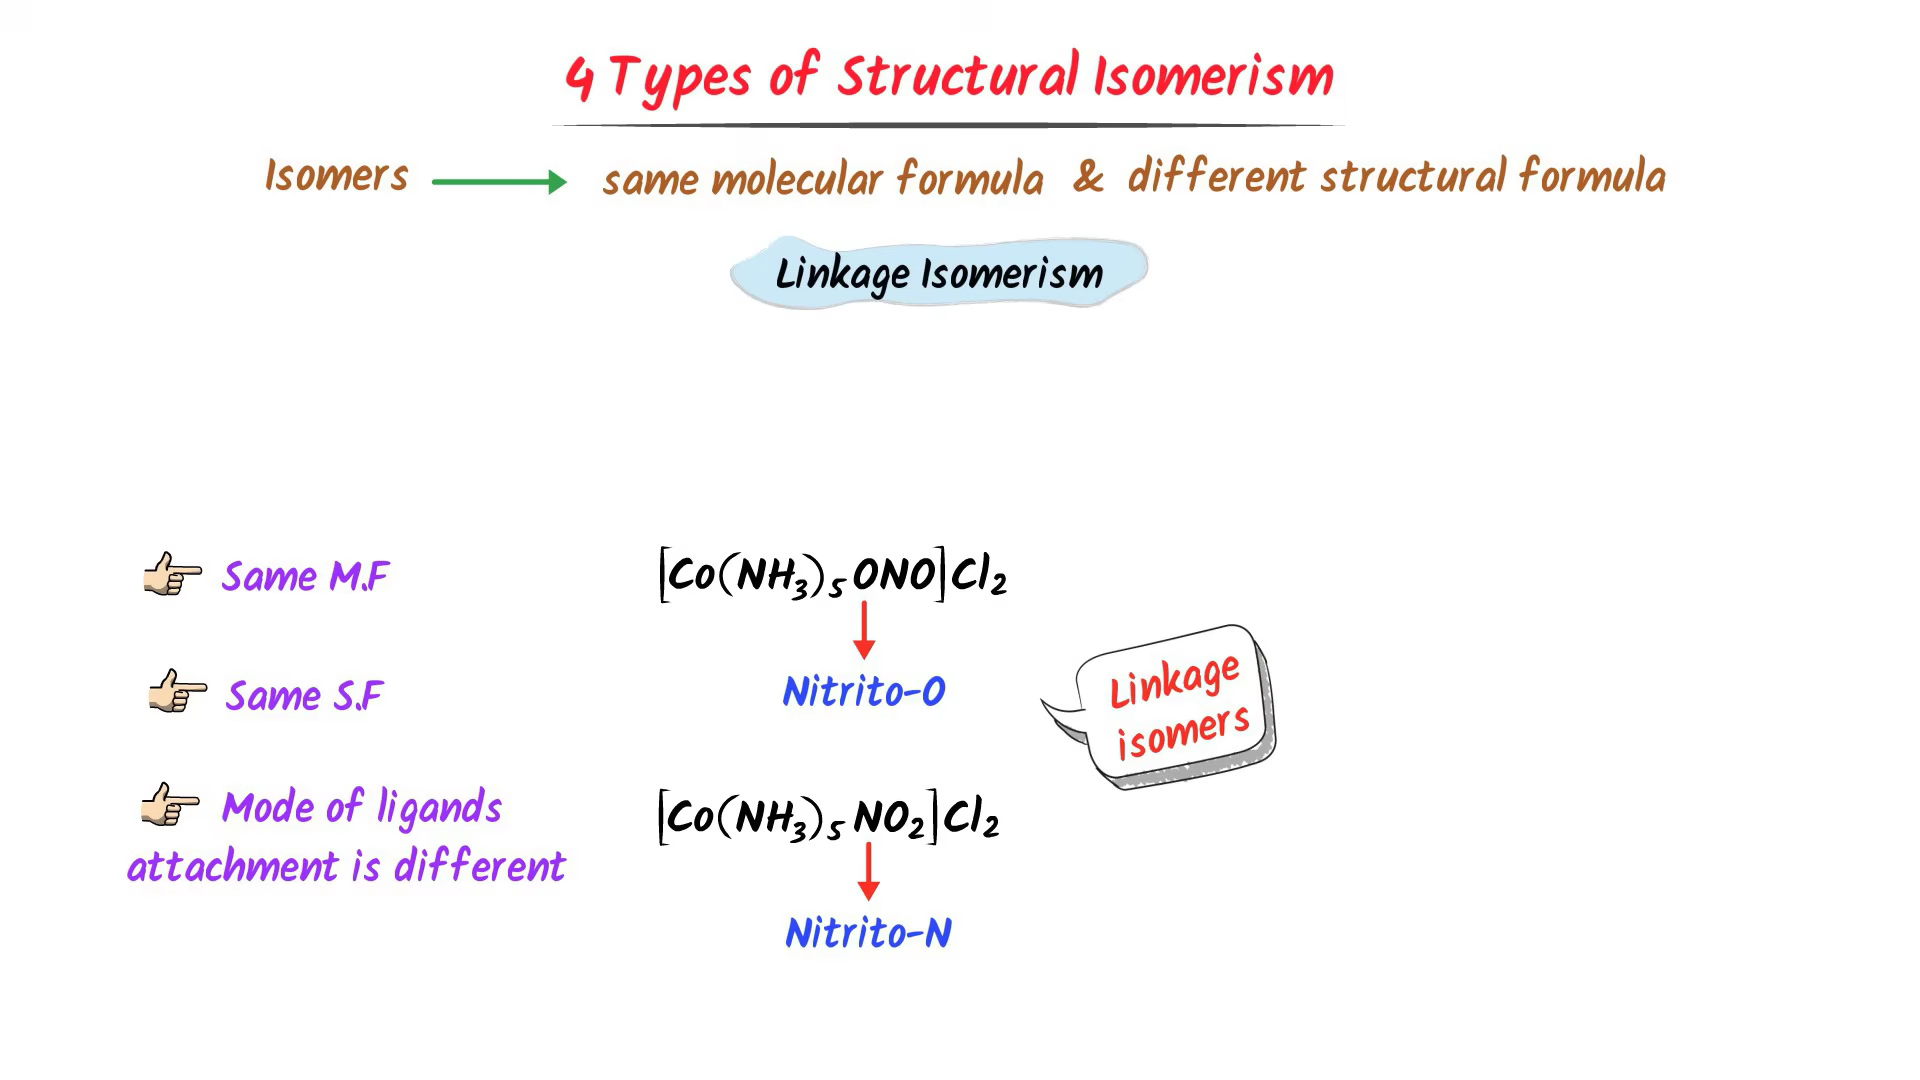 4 Types of Structural Isomerism
Isomers → same molecular formula & different structural formula
Linkage Isomerism
Same M.F
[Co(NH₃)₅ONO]Cl₂
Same S.F
Nitrito-O
Linkage
isomers
Mode of ligands
attachment is different
[Co(NH₃)₅NO₂]Cl₂
Nitrito-N